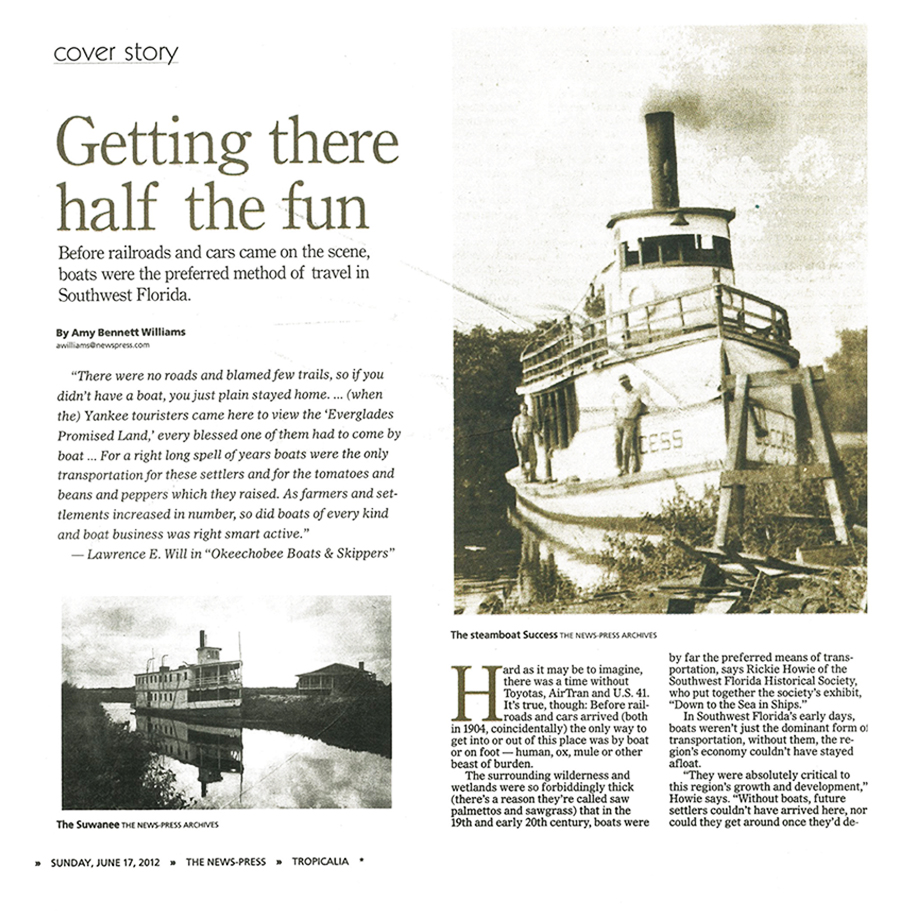 cover story
Getting there
half the fun
Before railroads and cars came on the scene,
boats were the preferred method of travel in
Southwest Florida.
By Amy Bennett Williams
awilliams@newspress.com
“There were no roads and blamed few trails, so if you
didn’t have a boat, you just plain stayed home. ... (when
the) Yankee touristers came here to view the ‘Everglades
Promised Land,’ every blessed one of them had to come by
boat ... For a right long spell of years boats were the only
transportation for these settlers and for the tomatoes and
beans and peppers which they raised. As farmers and set-
tlements increased in number, so did boats of every kind
and boat business was right smart active.”
— Lawrence E. Will in “Okeechobee Boats & Skippers”
The Suwanee THE NEWS-PRESS ARCHIVES
CESS
The steamboat Success THE NEWS-PRESS ARCHIVES
Hard as it may be to imagine,
there was a time without
Toyotas, AirTran and U.S. 41.
It’s true, though: Before rail-
roads and cars arrived (both
in 1904, coincidentally) the only way to
get into or out of this place was by boat
or on foot — human, ox, mule or other
beast of burden.
The surrounding wilderness and
wetlands were so forbiddingly thick
(there’s a reason they’re called saw
palmettos and sawgrass) that in the
19th and early 20th century, boats were
by far the preferred means of trans-
portation, says Rickie Howie of the
Southwest Florida Historical Society,
who put together the society’s exhibit,
“Down to the Sea in Ships.”
In Southwest Florida’s early days,
boats weren’t just the dominant form of
transportation, without them, the re-
gion’s economy couldn’t have stayed
afloat.
“They were absolutely critical to
this region’s growth and development,”
Howie says. “Without boats, future
settlers couldn’t have arrived here, nor
could they get around once they’d de-
» SUNDAY, JUNE 17, 2012 » THE NEWS-PRESS » TROPICALIA *